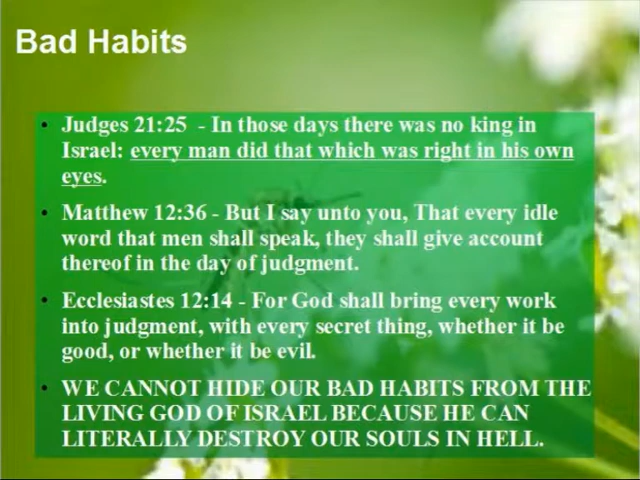 Bad Habits
• Judges 21:25 - In those days there was no king in
Israel: every man did that which was right in his own
eyes.
• Matthew 12:36 - But I say unto you, That every idle
word that men shall speak, they shall give account
thereof in the day of judgment.
• Ecclesiastes 12:14 - For God shall bring every work
into judgment, with every secret thing, whether it be
good, or whether it be evil.
• WE CANNOT HIDE OUR BAD HABITS FROM THE
LIVING GOD OF ISRAEL BECAUSE HE CAN
LITERALLY DESTROY OUR SOULS IN HELL.